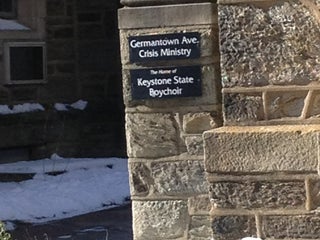 Germantown Ave.
Crisis Ministry
The Home of
Keystone State
Boychoir